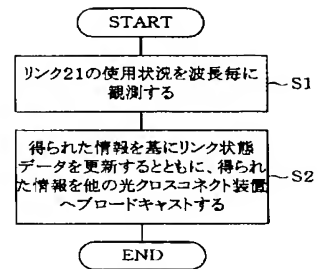 START
リンク21の使用状況を波長毎に
観測する
S1
得られた情報を基にリンク状態
データを更新するとともに、得られ
た情報を他の光クロスコネクト装置
へブロードキャストする
S2
END